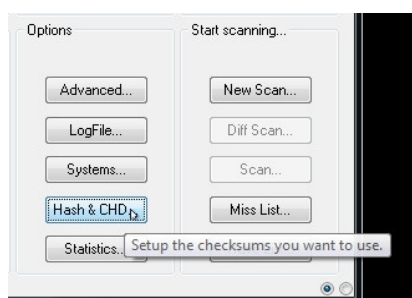 Options
Start scanning...
Advanced...
New Scan...
LogFile...
Diff Scan...
Systems...
Scan...
Hash & CHD
Miss List...
Statistics...
Setup the checksums you want to use.